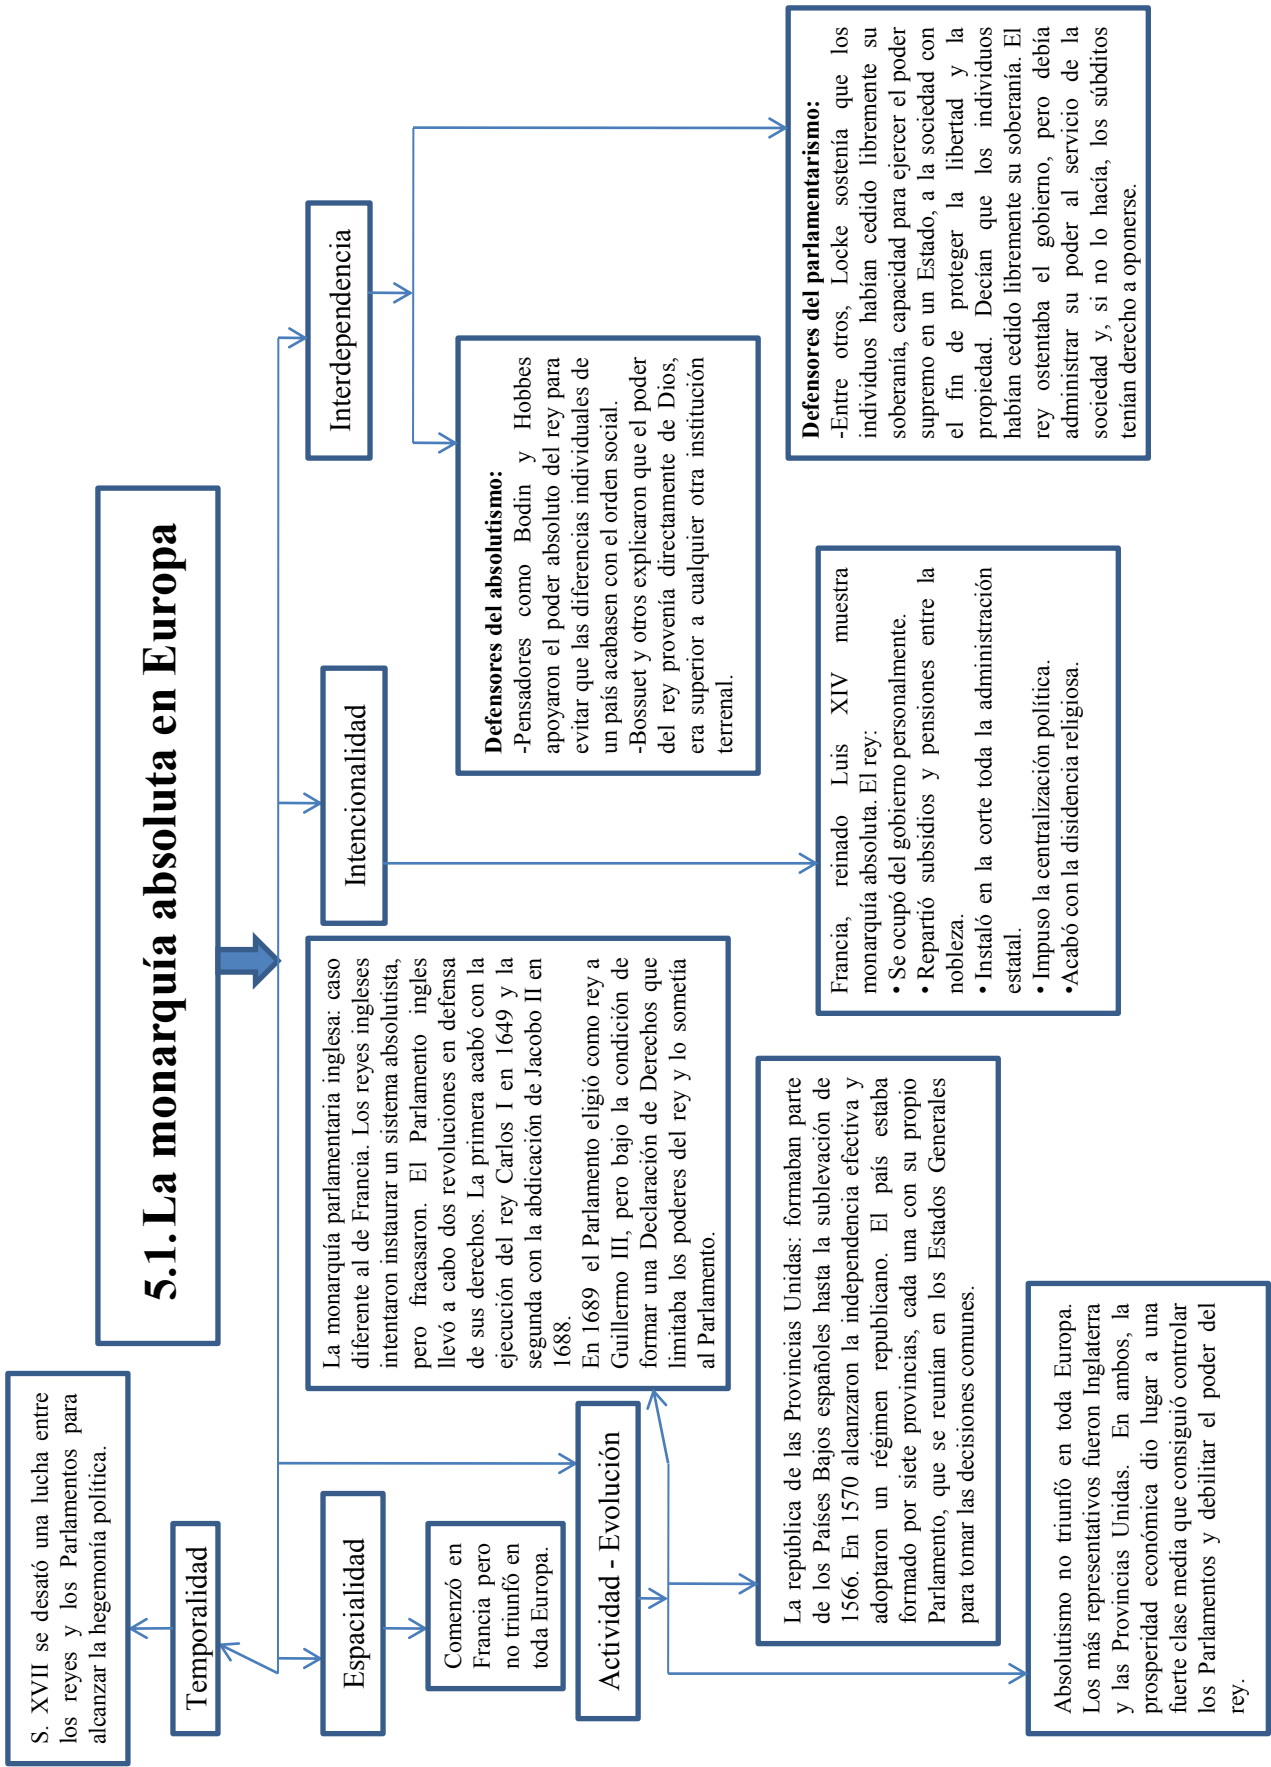 5.1.La monarquía absoluta en Europa
S. XVII se desató una lucha entre
los reyes y los Parlamentos para
alcanzar la hegemonía política.
Temporalidad
Espacialidad
Comenzó en
Francia pero
no triunfó en
toda Europa.
Actividad - Evolución
La monarquía parlamentaria inglesa: caso
diferente al de Francia. Los reyes ingleses
intentaron instaurar un sistema absolutista,
pero fracasaron. El Parlamento ingles
llevó a cabo dos revoluciones en defensa
de sus derechos. La primera acabó con la
ejecución del rey Carlos I en 1649 y la
segunda con la abdicación de Jacobo II en
1688.
En 1689 el Parlamento eligió como rey a
Guillermo III, pero bajo la condición de
formar una Declaración de Derechos que
limitaba los poderes del rey y lo sometía
al Parlamento.
La república de las Provincias Unidas: formaban parte
de los Países Bajos españoles hasta la sublevación de
1566. En 1570 alcanzaron la independencia efectiva y
adoptaron un régimen republicano. El país estaba
formado por siete provincias, cada una con su propio
Parlamento, que se reunían en los Estados Generales
para tomar las decisiones comunes.
Absolutismo no triunfó en toda Europa.
Los más representativos fueron Inglaterra
y las Provincias Unidas. En ambos, la
prosperidad económica dio lugar a una
fuerte clase media que consiguió controlar
los Parlamentos y debilitar el poder del
rey.
Intencionalidad
Francia, reinado Luis XIV muestra
monarquía absoluta. El rey:
• Se ocupó del gobierno personalmente.
• Repartió subsidios y pensiones entre la
nobleza.
• Instaló en la corte toda la administración
estatal.
• Impuso la centralización política.
•Acabó con la disidencia religiosa.
Interdependencia
Defensores del absolutismo:
-Pensadores como Bodin y Hobbes
apoyaron el poder absoluto del rey para
evitar que las diferencias individuales de
un país acabasen con el orden social.
-Bossuet y otros explicaron que el poder
del rey provenía directamente de Dios,
era superior a cualquier otra institución
terrenal.
Defensores del parlamentarismo:
-Entre otros, Locke sostenía que los
individuos habían cedido libremente su
soberanía, capacidad para ejercer el poder
supremo en un Estado, a la sociedad con
el fin de proteger la libertad y la
propiedad. Decían que los individuos
habían cedido libremente su soberanía. El
rey ostentaba el gobierno, pero debía
administrar su poder al servicio de la
sociedad y, si no lo hacía, los súbditos
tenían derecho a oponerse.